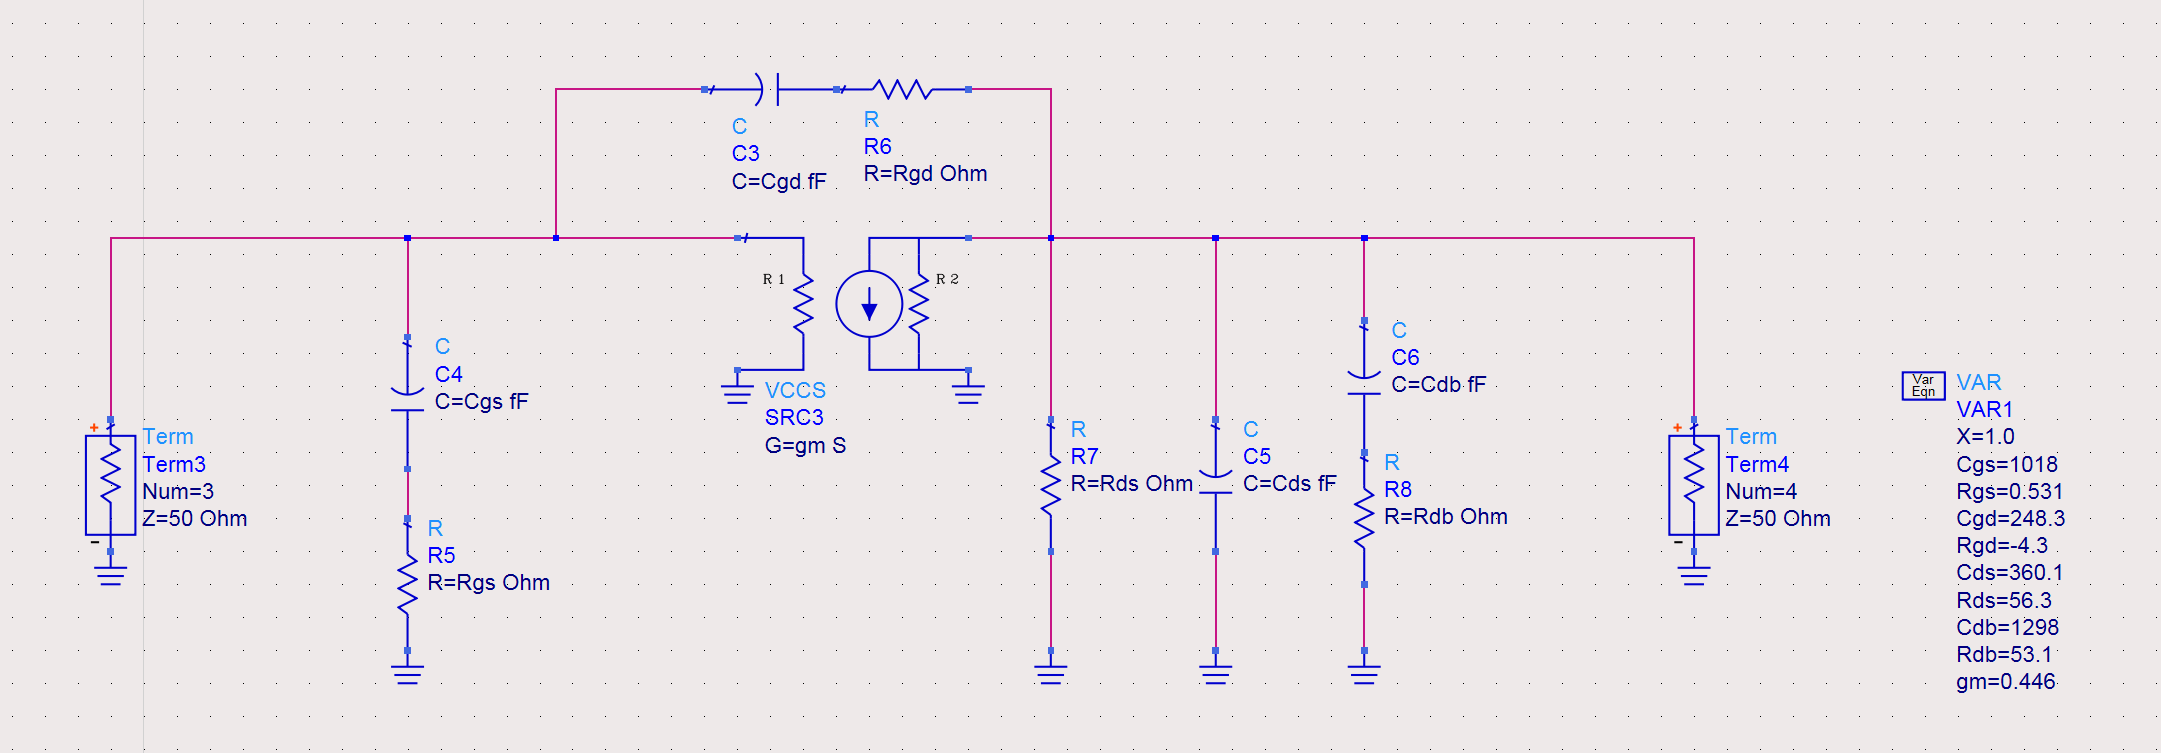 C
C3
C=Cgd fF
R
R6
R=Rgd Ohm
R 1
R 2
VCCS
SRC3
G=gm S
C
C4
C=Cgs fF
R
R5
R=Rgs Ohm
+
Term
Term3
Num=3
Z=50 Ohm
-
R
R7
R=Rds Ohm
C
C5
C=Cds fF
C
C6
C=Cdb fF
R
R8
R=Rdb Ohm
+
Term
Term4
Num=4
Z=50 Ohm
-
Var
Eqn
VAR
VAR1
X=1.0
Cgs=1018
Rgs=0.531
Cgd=248.3
Rgd=-4.3
Cds=360.1
Rds=56.3
Cdb=1298
Rdb=53.1
gm=0.446